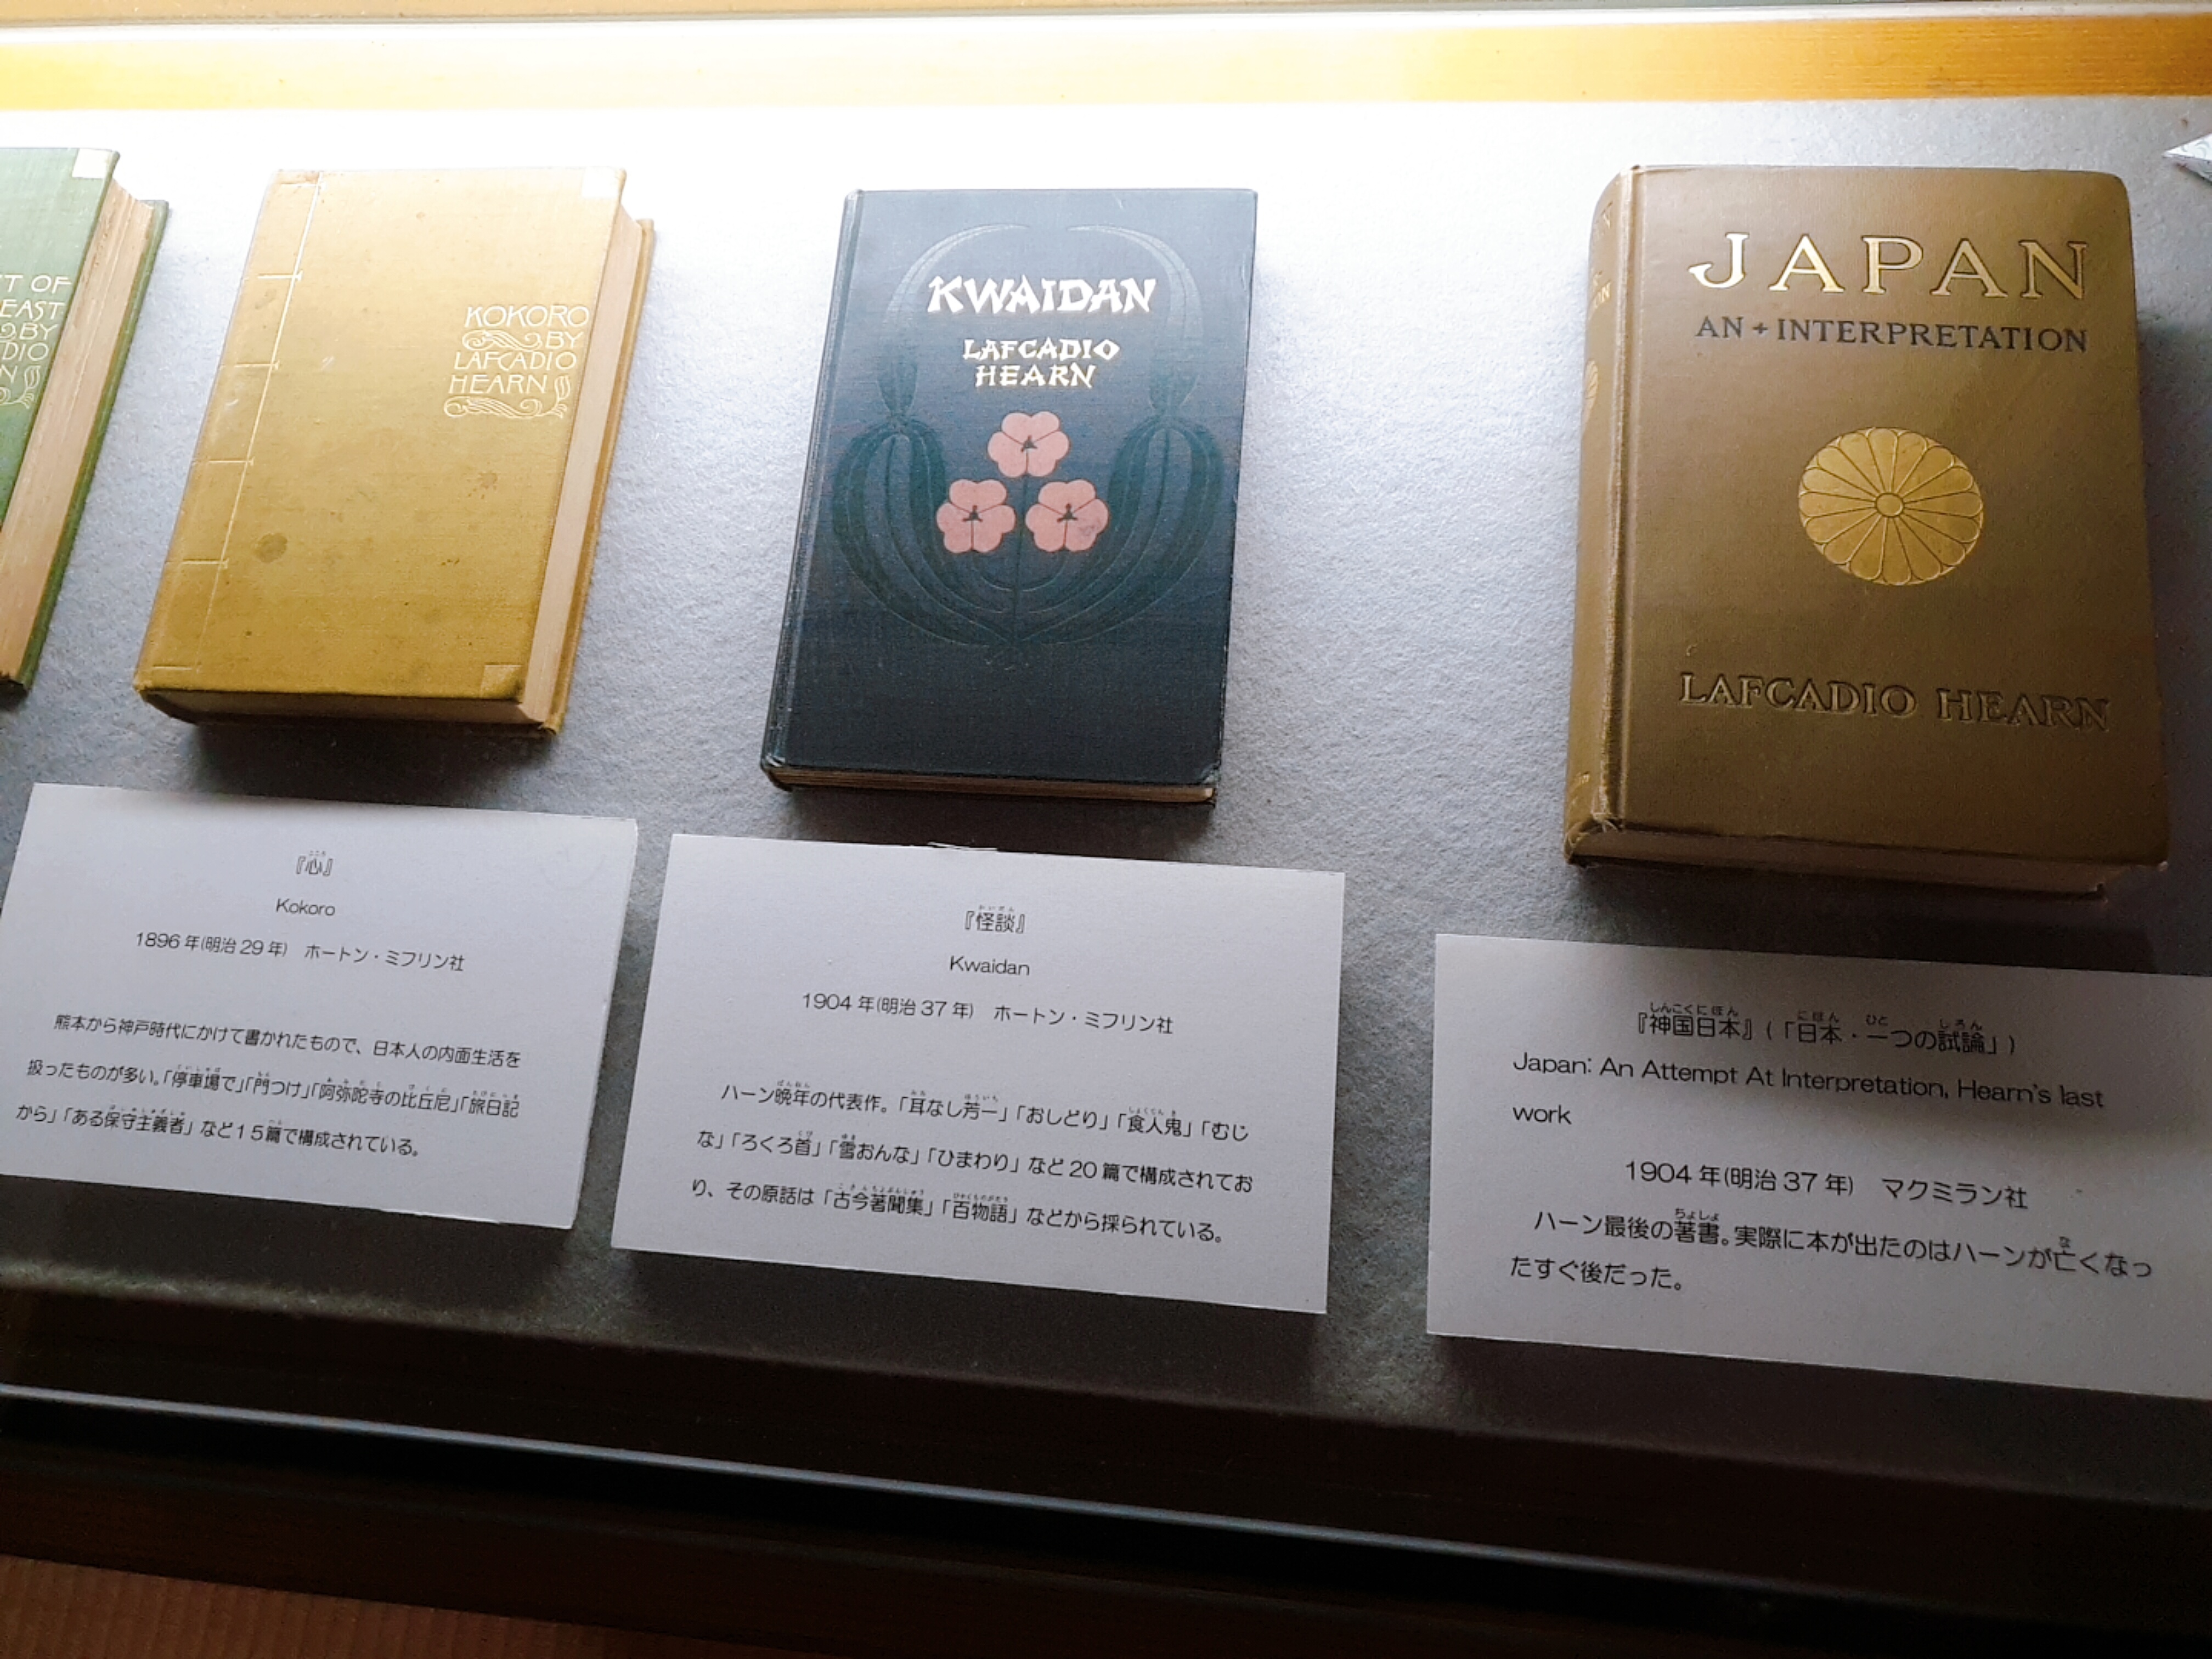 T OF
EAST
BY
DIO
N
KOKORO
BY
LAFCADIO
HEARN
KWAIDAN
LAFCADIO
HEARN
JAPAN
AN + INTERPRETATION
LAFCADIO HEARN
『心』
Kokoro
1896年(明治29年) ホートン・ミフリン社
熊本から神戸時代にかけて書かれたもので、日本人の内面生活を
扱ったものが多い。「停車場で」「門つけ」「阿弥陀寺の比丘尼」「旅日記
から」「ある保守主義者」など15篇で構成されている。
『怪談』
Kwaidan
1904年(明治37年) ホートン・ミフリン社
ハーン晩年の代表作。「耳なし芳一」「おしどり」「食人鬼」「むじ
な」「ろくろ首」「雪おんな」「ひまわり」など20篇で構成されてお
り、その原話は「古今著聞集」「百物語」などから採られている。
『神国日本』(「日本・一つの試論」)
Japan: An Attempt At Interpretation, Hearn's last
work
1904年(明治37年) マクミラン社
ハーン最後の著書。実際に本が出たのはハーンが亡くなっ
たすぐ後だった。